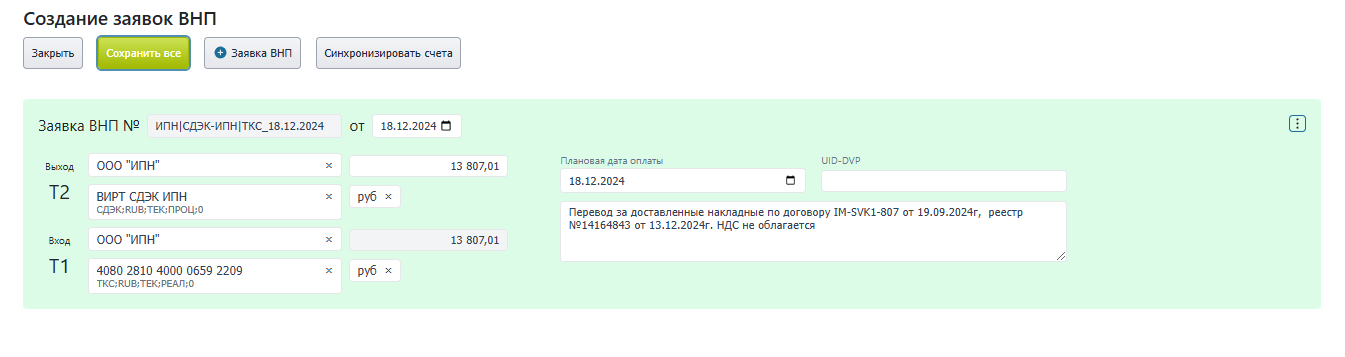 Создание заявок ВНП
Закрыть
Сохранить все
Заявка ВНП
Синхронизировать счета
Заявка ВНП № ИПН|СДЭК-ИПН|ТКС_18.12.2024 от 18.12.2024
Выход
Т2
ООО "ИПН" ×
13 807,01
ВИРТ СДЭК ИПН ×
СДЭК;RUB;ТЕК;ПРОЦ;0
руб ×
Вход
Т1
ООО "ИПН" ×
13 807,01
4080 2810 4000 0659 2209 ×
ТКС;RUB;ТЕК;РЕАЛ;0
руб ×
Плановая дата оплаты
18.12.2024
UID-DVP
Перевод за доставленные накладные по договору IM-SVK1-807 от 19.09.2024г, реестр
№14164843 от 13.12.2024г. НДС не облагается